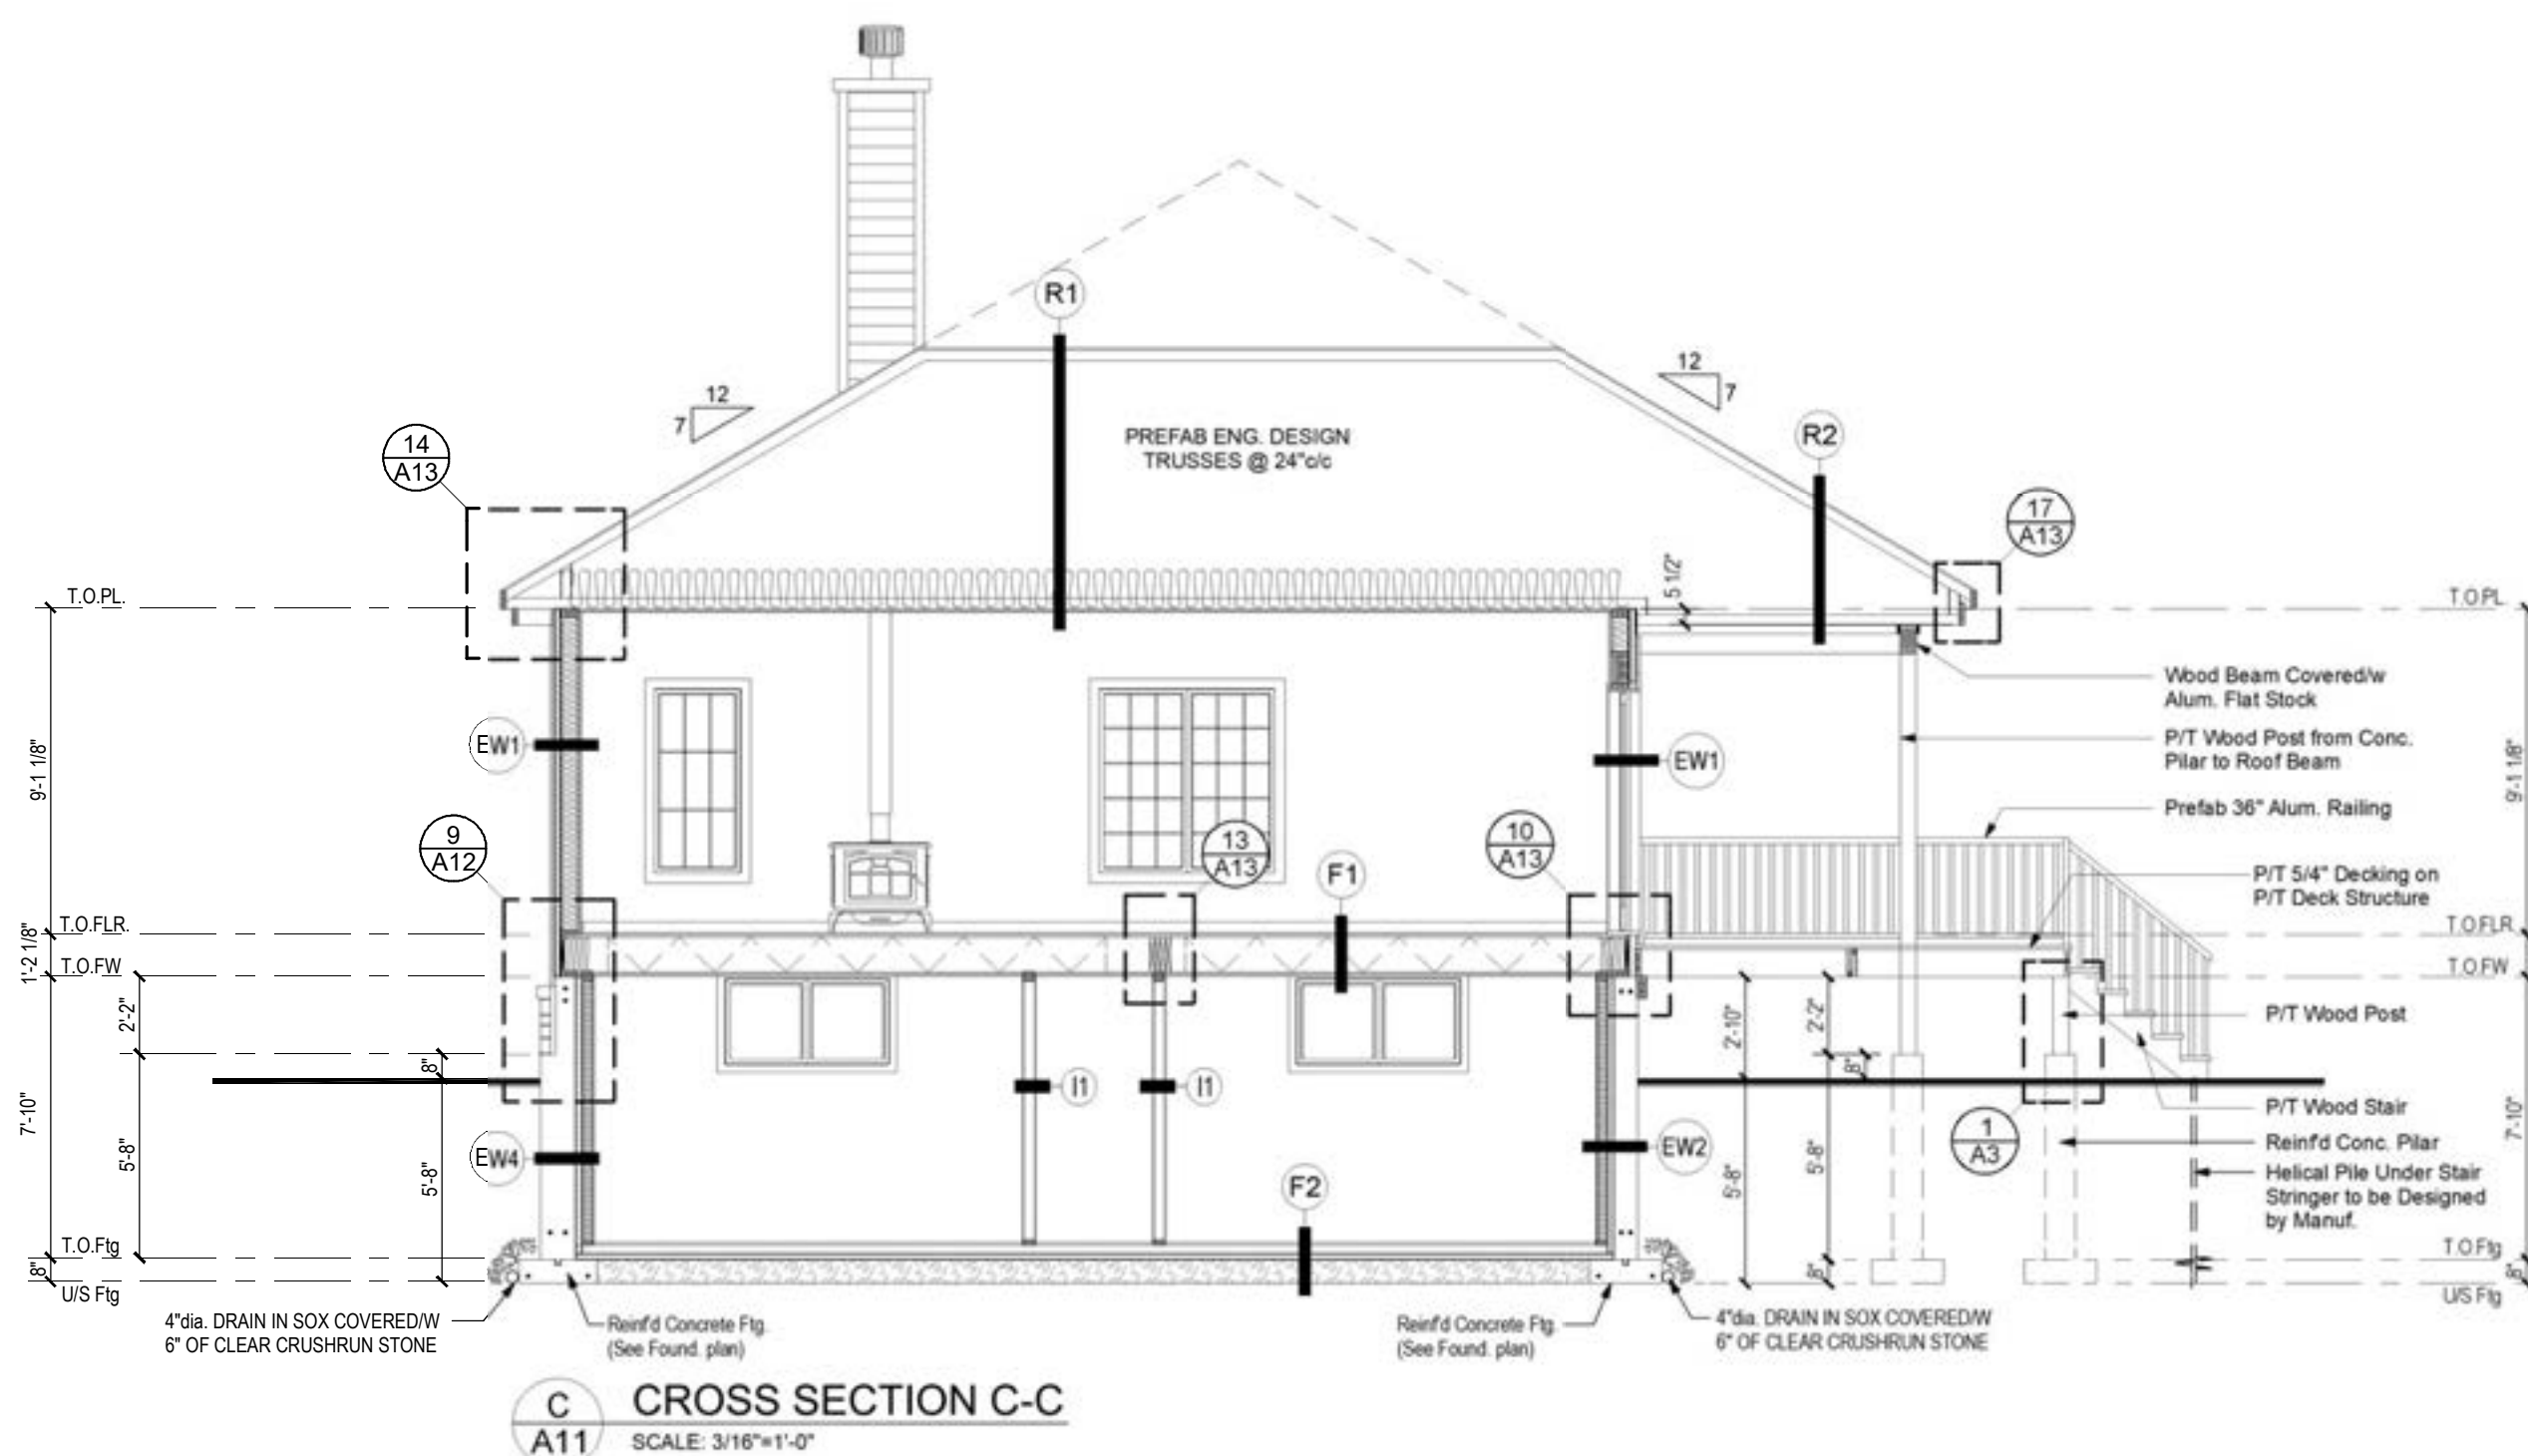 R1
12
7
12
7
PREFAB ENG. DESIGN
TRUSSES @ 24"c/c
R2
14
A13
17
A13
5 1/2"
T.O.PL.
T.O.PL
Wood Beam Covered/w
Alum. Flat Stock
EW1
EW1
P/T Wood Post from Conc.
Pilar to Roof Beam
9'-1 1/8"
9'-1 1/8"
Prefab 36" Alum. Railing
9
A12
13
A13
10
A13
F1
P/T 5/4" Decking on
P/T Deck Structure
T.O.FLR.
T.O.FLR
1'-2 1/8"
T.O.FW
T.O.FW
2'-2"
2'-10"
2'-2"
P/T Wood Post
8"
8"
I1
I1
7'-10"
7'-10"
5'-8"
5'-8"
5'-8"
5'-8"
P/T Wood Stair
1
A3
Reinf'd Conc. Pilar
EW4
EW2
Helical Pile Under Stair
Stringer to be Designed
by Manuf.
F2
T.O.Ftg
T.O.Ftg
8"
8"
8"
U/S Ftg
U/S Ftg
4"dia. DRAIN IN SOX COVERED/W
6" OF CLEAR CRUSHRUN STONE
Reinf'd Concrete Ftg.
(See Found. plan)
Reinf'd Concrete Ftg.
(See Found. plan)
4"dia. DRAIN IN SOX COVERED/W
6" OF CLEAR CRUSHRUN STONE
C
A11
CROSS SECTION C-C
SCALE: 3/16"=1'-0"